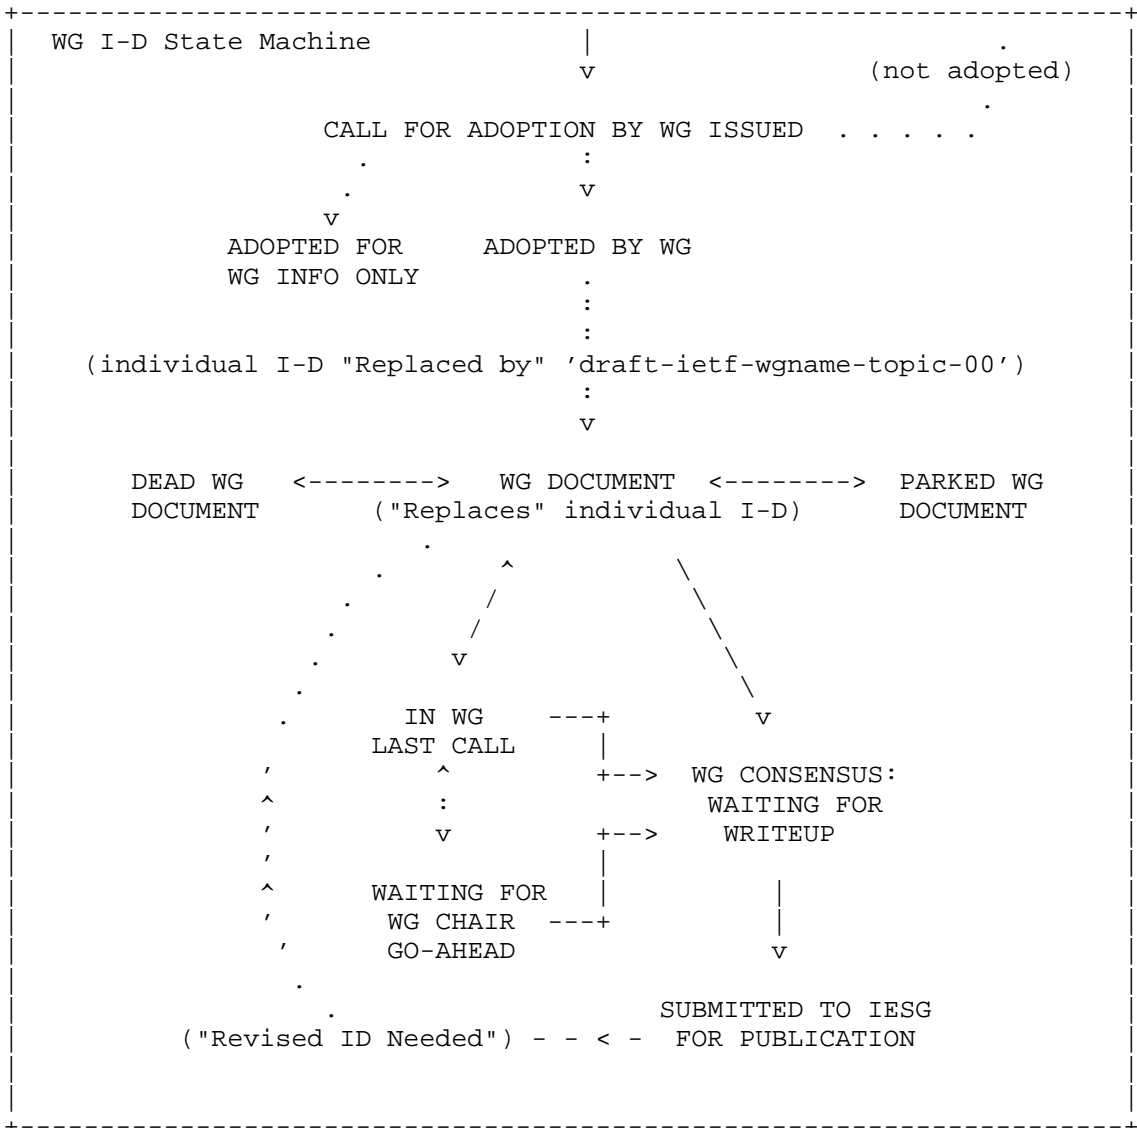 WG I-D State Machine
(not adopted)
CALL FOR ADOPTION BY WG ISSUED
ADOPTED FOR ADOPTED BY WG
WG INFO ONLY
(individual I-D "Replaced by" 'draft-ietf-wgname-topic-00')
DEAD WG <--------> WG DOCUMENT <--------> PARKED WG
DOCUMENT ("Replaces" individual I-D) DOCUMENT
IN WG ---+
LAST CALL
+--> WG CONSENSUS:
WAITING FOR
+--> WRITEUP
WAITING FOR
WG CHAIR ---+
GO-AHEAD
SUBMITTED TO IESG
("Revised ID Needed") - - < - FOR PUBLICATION